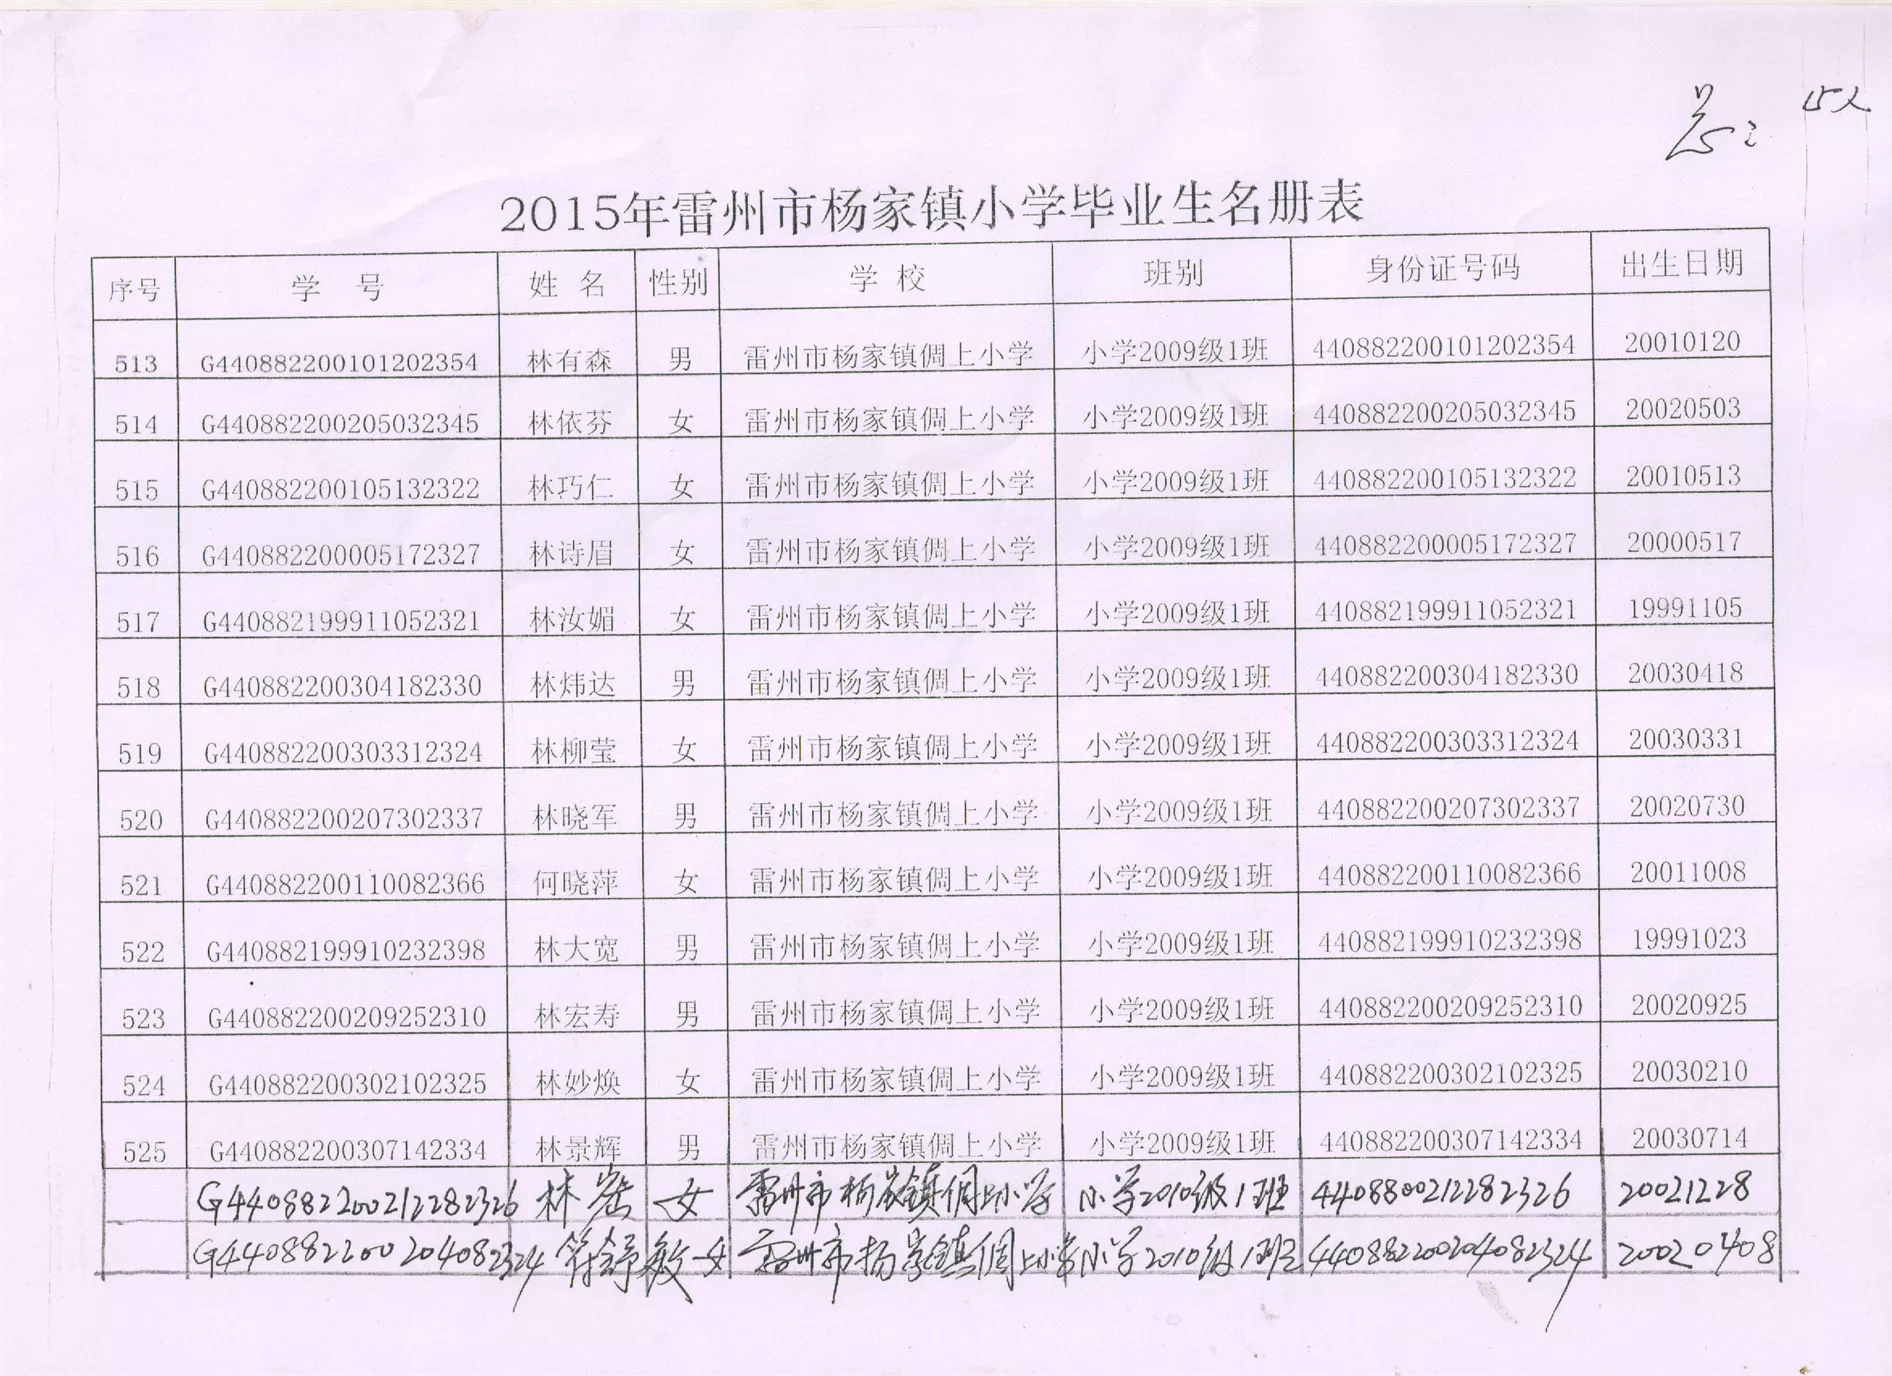 总: 15人
2015年雷州市杨家镇小学毕业生名册表
序号 学 号 姓 名 性别 学 校 班别 身份证号码 出生日期
513 G440882200101202354 林有森 男 雷州市杨家镇倜上小学 小学2009级1班 440882200101202354 20010120
514 G440882200205032345 林依芬 女 雷州市杨家镇倜上小学 小学2009级1班 440882200205032345 20020503
515 G440882200105132322 林巧仁 女 雷州市杨家镇倜上小学 小学2009级1班 440882200105132322 20010513
516 G440882200005172327 林诗眉 女 雷州市杨家镇倜上小学 小学2009级1班 440882200005172327 20000517
517 G440882199911052321 林汝媚 女 雷州市杨家镇倜上小学 小学2009级1班 440882199911052321 19991105
518 G440882200304182330 林炜达 男 雷州市杨家镇倜上小学 小学2009级1班 440882200304182330 20030418
519 G440882200303312324 林柳莹 女 雷州市杨家镇倜上小学 小学2009级1班 440882200303312324 20030331
520 G440882200207302337 林晓军 男 雷州市杨家镇倜上小学 小学2009级1班 440882200207302337 20020730
521 G440882200110082366 何晓萍 女 雷州市杨家镇倜上小学 小学2009级1班 440882200110082366 20011008
522 G440882199910232398 林大宽 男 雷州市杨家镇倜上小学 小学2009级1班 440882199910232398 19991023
523 G440882200209252310 林宏寿 男 雷州市杨家镇倜上小学 小学2009级1班 440882200209252310 20020925
524 G440882200302102325 林妙焕 女 雷州市杨家镇倜上小学 小学2009级1班 440882200302102325 20030210
525 G440882200307142334 林景辉 男 雷州市杨家镇倜上小学 小学2009级1班 440882200307142334 20030714
G440882200212282326 林 女 雷州市杨家镇倜上小学 小学2010级1班 4408800212282326 20021228
G440882200204082324 符舒敏 女 雷州市杨家镇倜上小学 小学2010级1班 440882200204082324 20020408